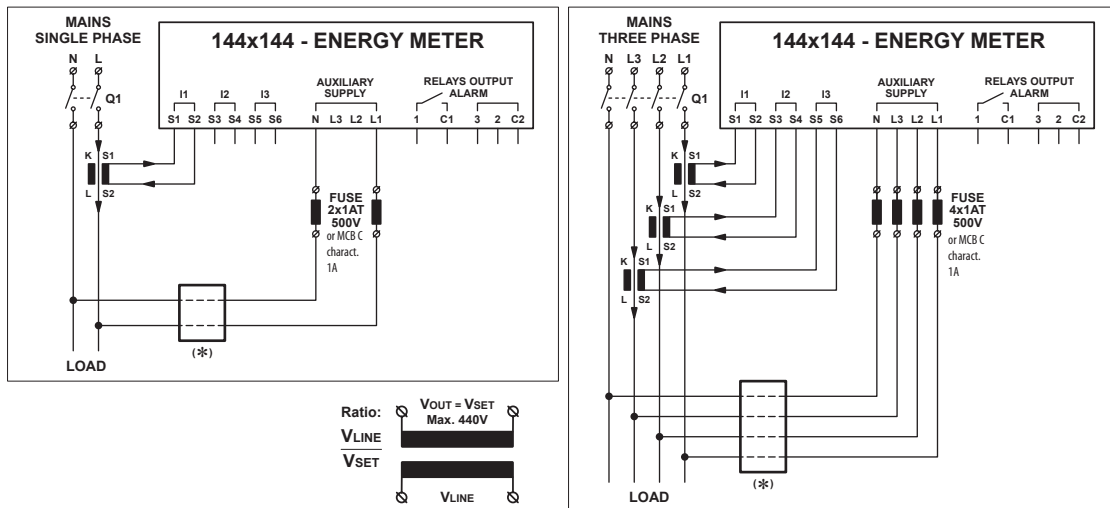 MAINS
SINGLE PHASE
N L
Q1
144x144 - ENERGY METER
I1 I2 I3
AUXILIARY
SUPPLY
RELAYS OUTPUT
ALARM
S1 S2 S3 S4 S5 S6 N L3 L2 L1 1 C1 3 2 C2
K S1
L S2
FUSE
2x1AT
500V
or MCB C
charact.
1A
(*)
LOAD
Ratio:
VLINE
VSET
VOUT = VSET
Max. 440V
VLINE
MAINS
THREE PHASE
N L3 L2 L1
Q1
144x144 - ENERGY METER
I1 I2 I3
AUXILIARY
SUPPLY
RELAYS OUTPUT
ALARM
S1 S2 S3 S4 S5 S6 N L3 L2 L1 1 C1 3 2 C2
K S1
L S2
K S1
L S2
K S1
L S2
FUSE
4x1AT
500V
or MCB C
charact.
1A
(*)
LOAD